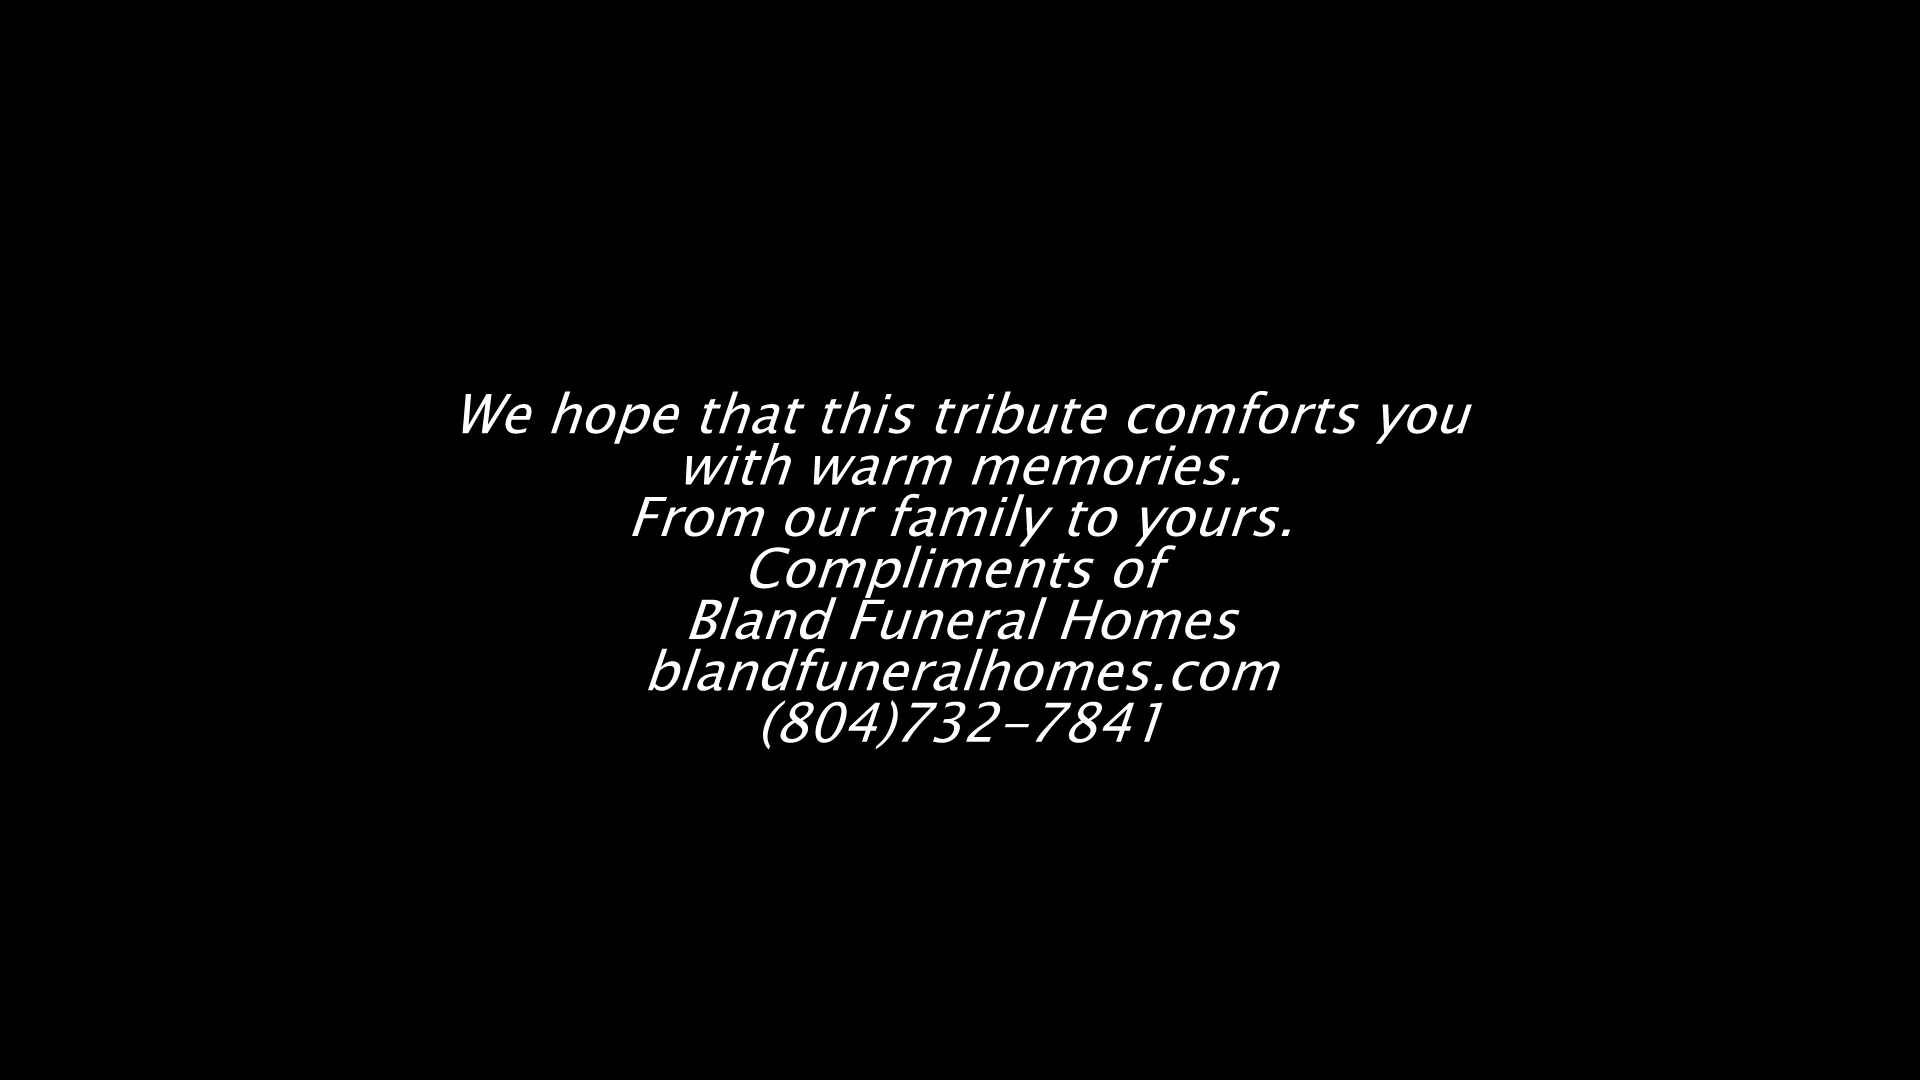 We hope that this tribute comforts you
with warm memories.
From our family to yours.
Compliments of
Bland Funeral Homes
blandfuneralhomes.com
(804)732-7841